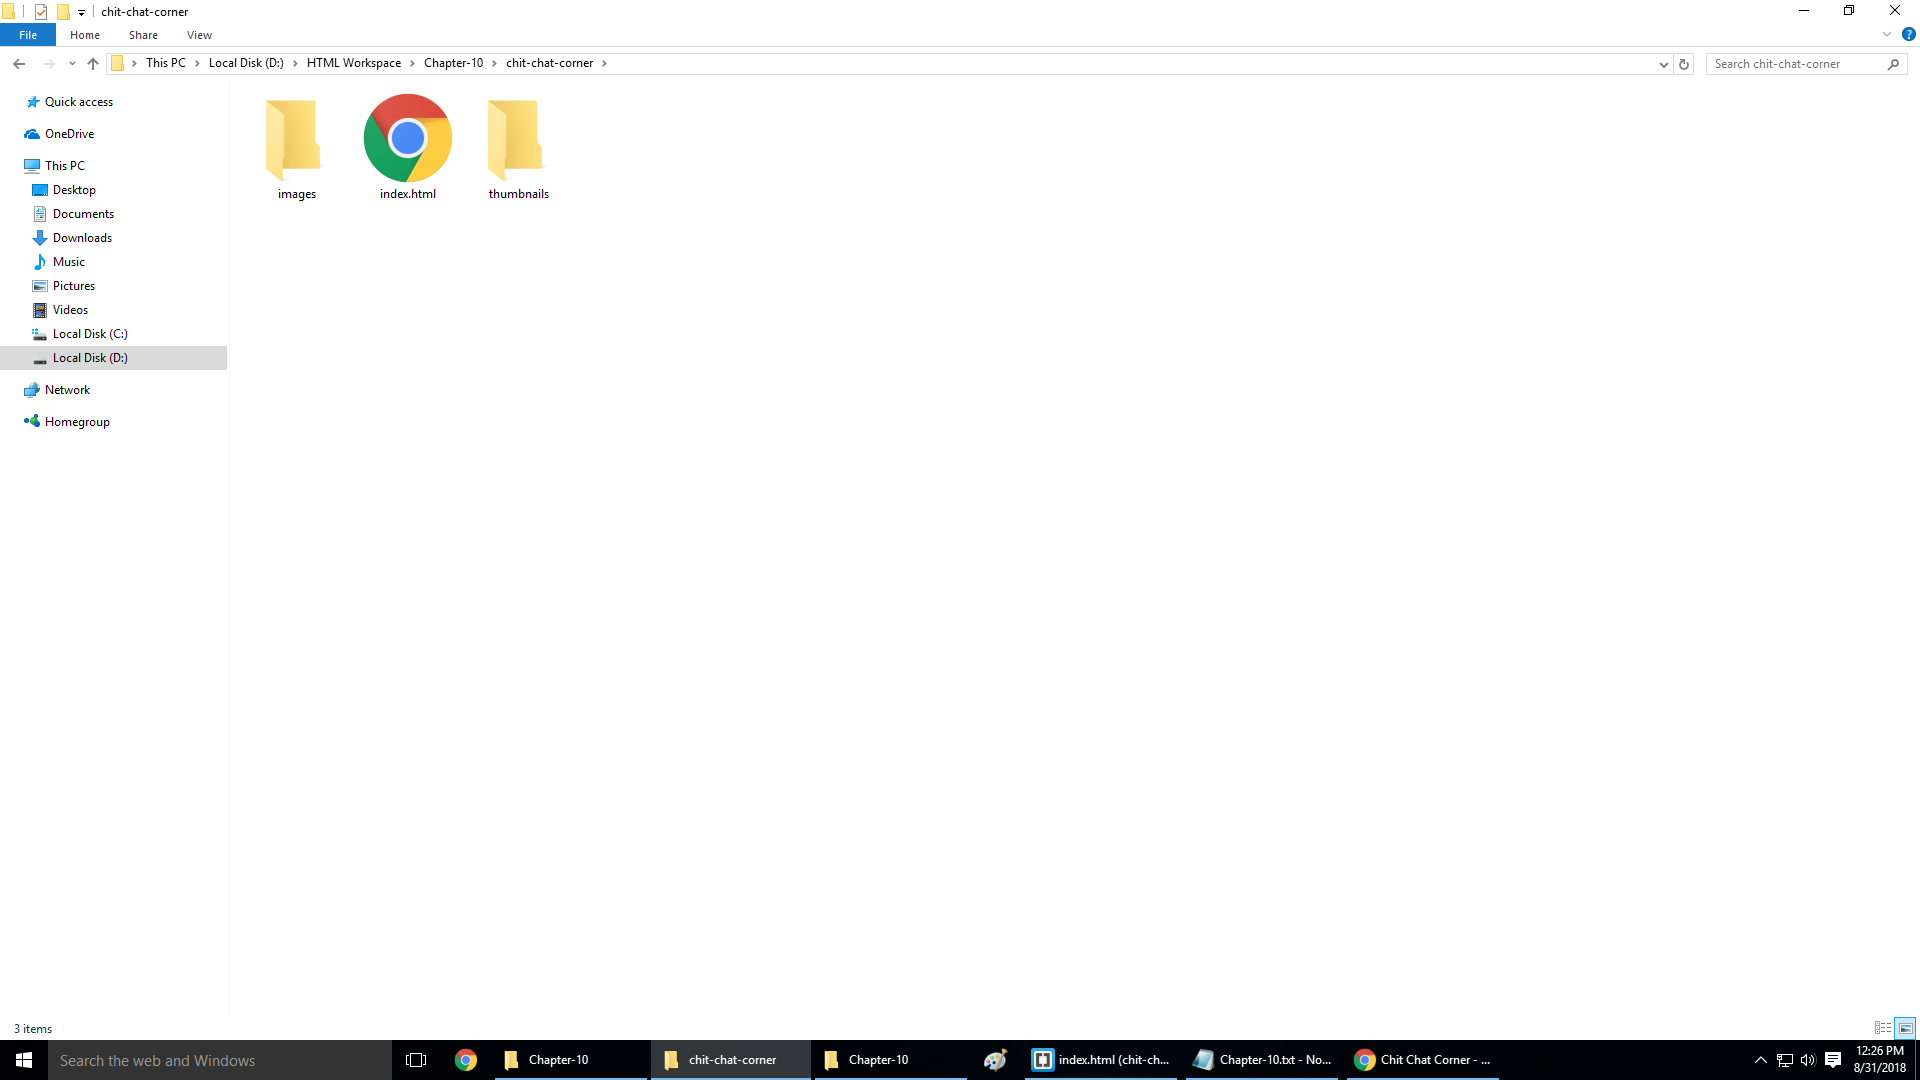 chit-chat-corner
File Home Share View
?
This PC > Local Disk (D:) > HTML Workspace > Chapter-10 > chit-chat-corner >
Search chit-chat-corner
Quick access
OneDrive
This PC
Desktop
Documents
Downloads
Music
Pictures
Videos
Local Disk (C:)
Local Disk (D:)
Network
Homegroup
images
index.html
thumbnails
3 items
Search the web and Windows
Chapter-10
chit-chat-corner
Chapter-10
index.html (chit-ch...
Chapter-10.txt - No...
Chit Chat Corner - ...
12:26 PM
8/31/2018